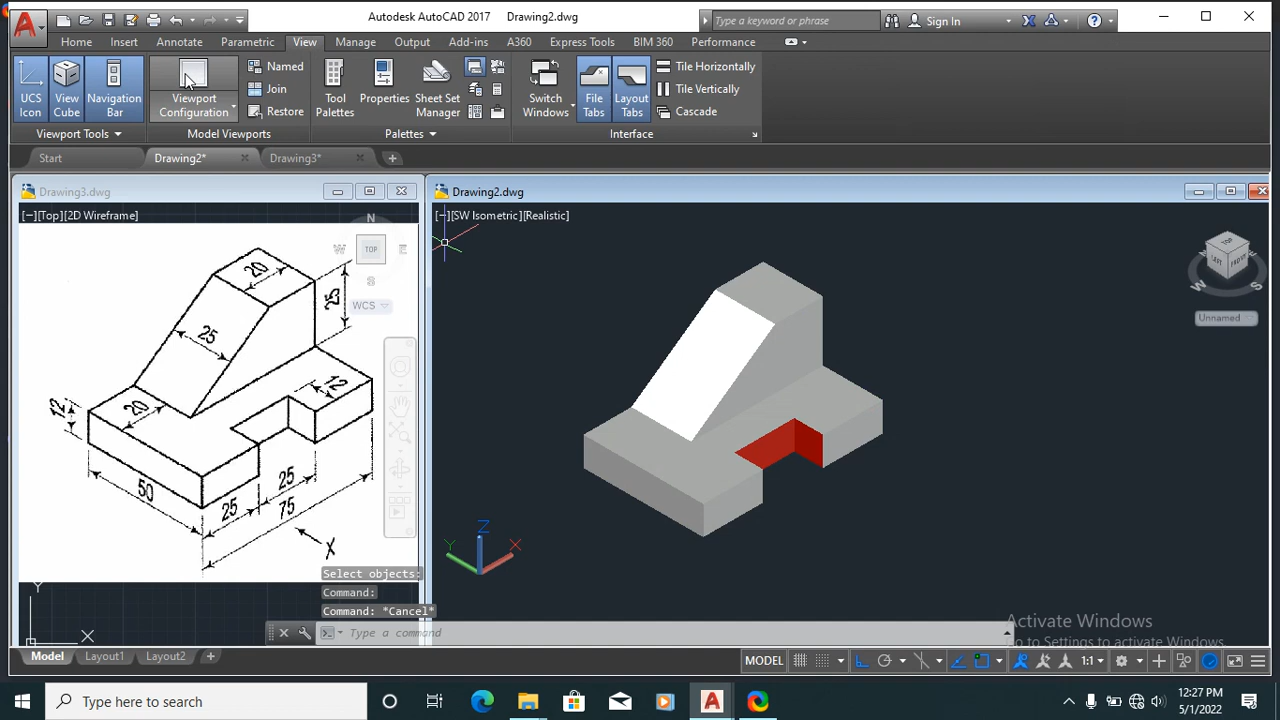 Autodesk AutoCAD 2017 Drawing2.dwg
Type a keyword or phrase
Sign In
Home Insert Annotate Parametric View Manage Output Add-ins A360 Express Tools BIM 360 Performance
UCS Icon
View Cube
Navigation Bar
Viewport Configuration
Named
Join
Restore
Tool Palettes
Properties
Sheet Set Manager
Switch Windows
File Tabs
Layout Tabs
Tile Horizontally
Tile Vertically
Cascade
Viewport Tools
Model Viewports
Palettes
Interface
Start
Drawing2*
Drawing3*
Drawing3.dwg
[−][Top][2D Wireframe]
N
W
TOP
E
S
WCS
20
25
25
12
12
20
50
25
25
75
X
Y
X
Drawing2.dwg
[−][SW Isometric][Realistic]
TOP
LEFT
FRONT
W
S
Unnamed
Z
Y
X
Select objects:
Command:
Command: *Cancel*
Type a command
Activate Windows
Go to Settings to activate Windows.
Model Layout1 Layout2
MODEL
1:1
Type here to search
12:27 PM
5/1/2022